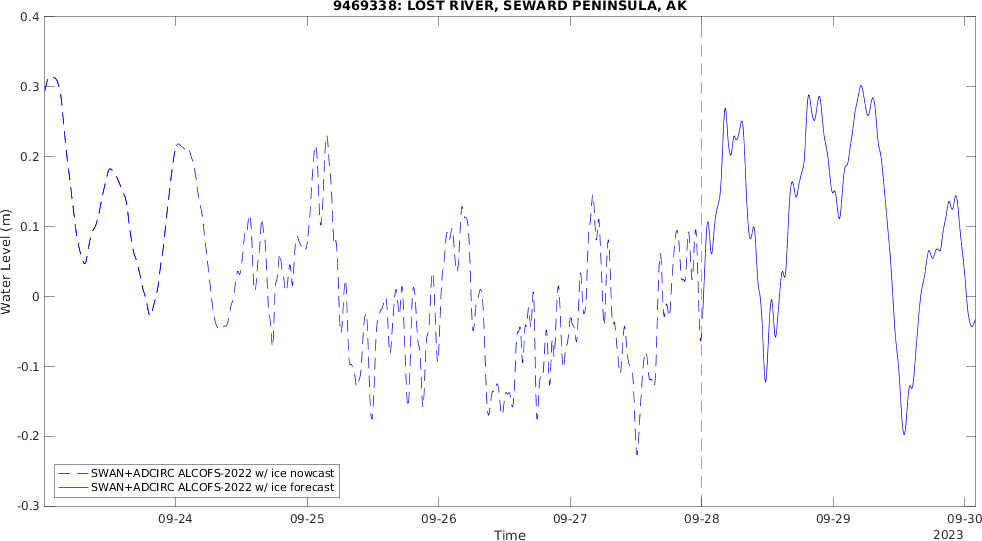 9469338: LOST RIVER, SEWARD PENINSULA, AK
0.4
0.3
0.2
0.1
0
-0.1
-0.2
-0.3
Water Level (m)
SWAN+ADCIRC ALCOFS-2022 w/ ice nowcast
SWAN+ADCIRC ALCOFS-2022 w/ ice forecast
09-24 09-25 09-26 09-27 09-28 09-29 09-30
Time
2023